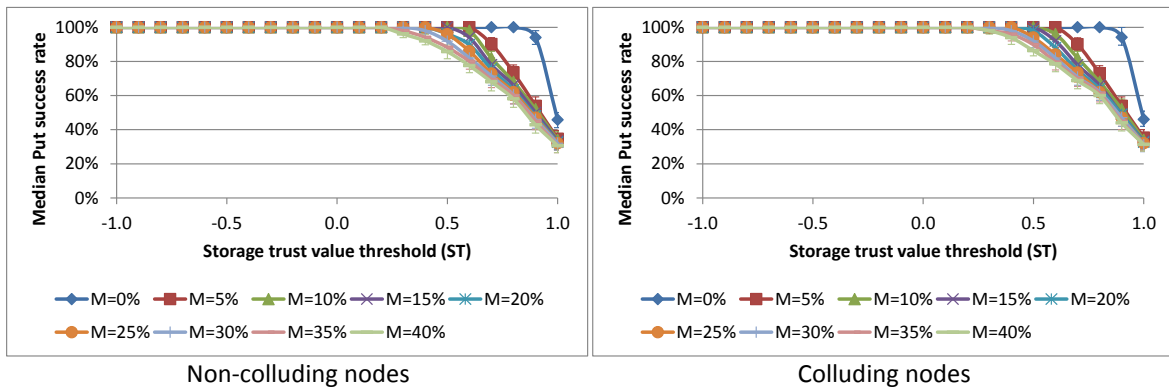 Median Put success rate
100%
80%
60%
40%
20%
0%
-1.0 -0.5 0.0 0.5 1.0
Storage trust value threshold (ST)
M=0% M=5% M=10% M=15% M=20%
M=25% M=30% M=35% M=40%
Non-colluding nodes
Median Put success rate
100%
80%
60%
40%
20%
0%
-1.0 -0.5 0.0 0.5 1.0
Storage trust value threshold (ST)
M=0% M=5% M=10% M=15% M=20%
M=25% M=30% M=35% M=40%
Colluding nodes